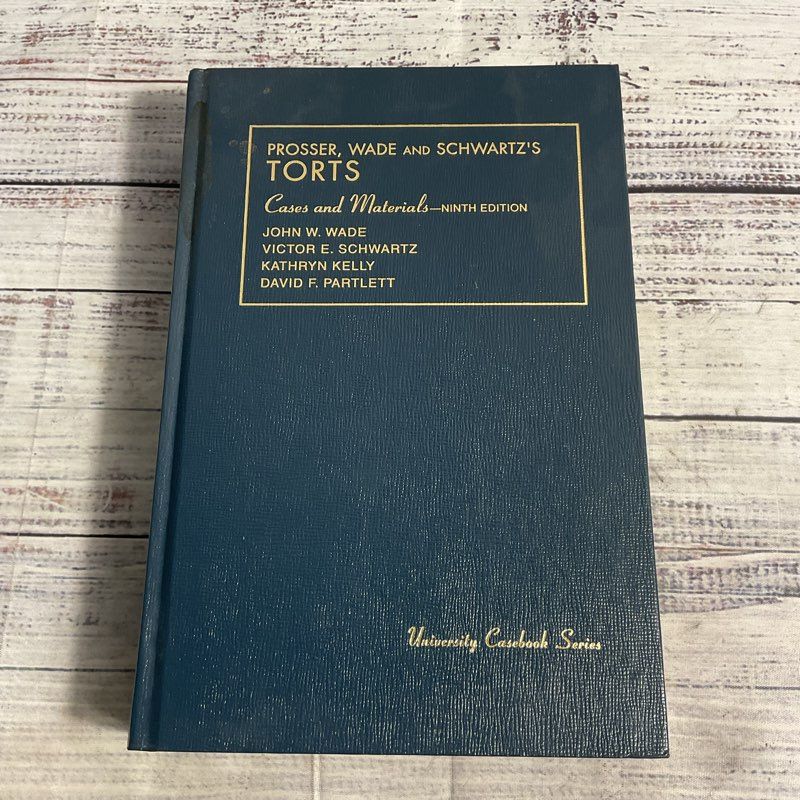 PROSSER, WADE AND SCHWARTZ'S
TORTS
Cases and Materials—NINTH EDITION
JOHN W. WADE
VICTOR E. SCHWARTZ
KATHRYN KELLY
DAVID F. PARTLETT
University Casebook Series